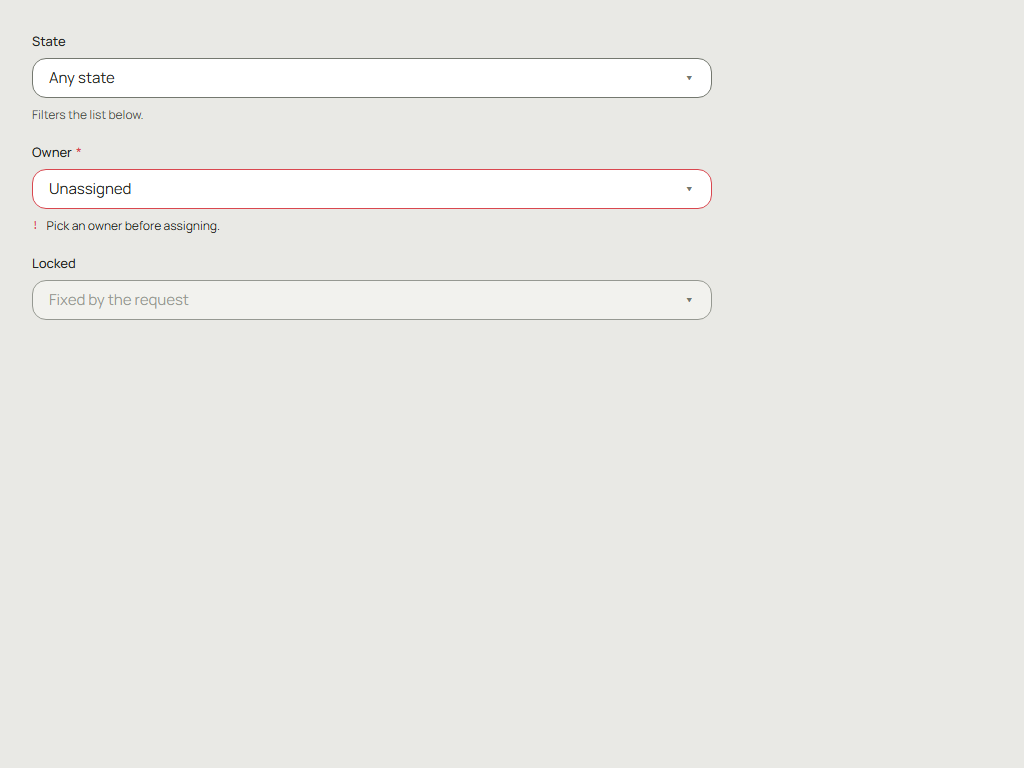 State
Any state
Filters the list below.
Owner *
Unassigned
! Pick an owner before assigning.
Locked
Fixed by the request